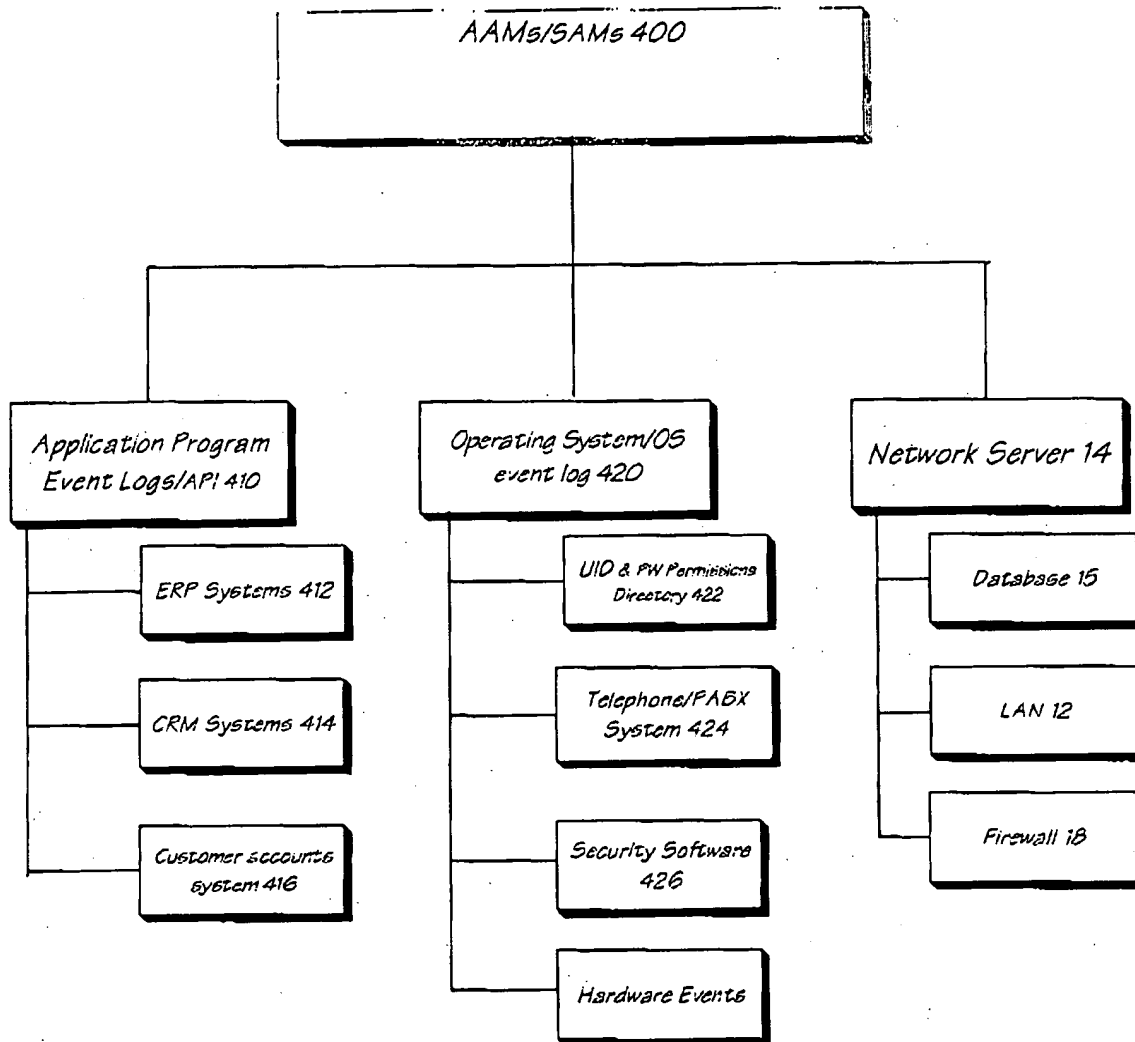 AAMs/SAMs 400
Application Program
Event Logs/API 410
Operating System/OS
event log 420
Network Server 14
ERP Systems 412
CRM Systems 414
Customer accounts
system 416
UID & PW Permissions
Directory 422
Telephone/PABX
System 424
Security Software
426
Hardware Events
Database 15
LAN 12
Firewall 18